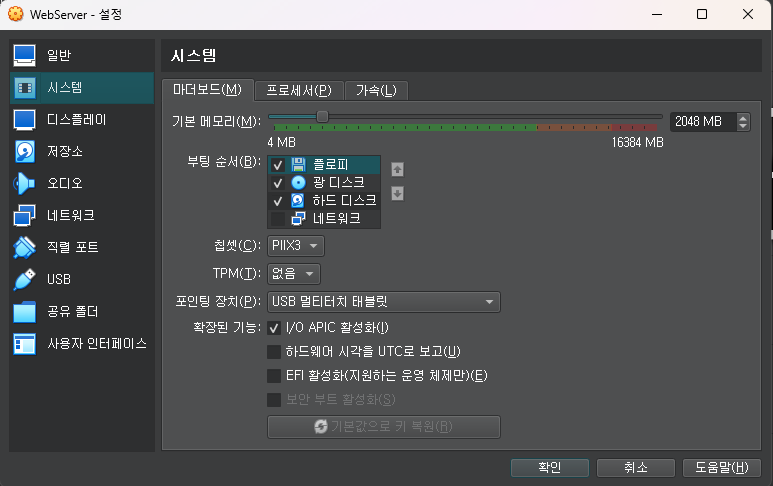 WebServer - 설정
일반
시스템
디스플레이
저장소
오디오
네트워크
직렬 포트
USB
공유 폴더
사용자 인터페이스
시스템
마더보드(M) 프로세서(P) 가속(L)
기본 메모리(M): 2048 MB
4 MB 16384 MB
부팅 순서(B): 플로피
광 디스크
하드 디스크
네트워크
칩셋(C): PIIX3
TPM(T): 없음
포인팅 장치(P): USB 멀티터치 태블릿
확장된 기능: I/O APIC 활성화(I)
하드웨어 시각을 UTC로 보고(U)
EFI 활성화(지원하는 운영 체제만)(E)
보안 부트 활성화(S)
기본값으로 키 복원(R)
확인 취소 도움말(H)